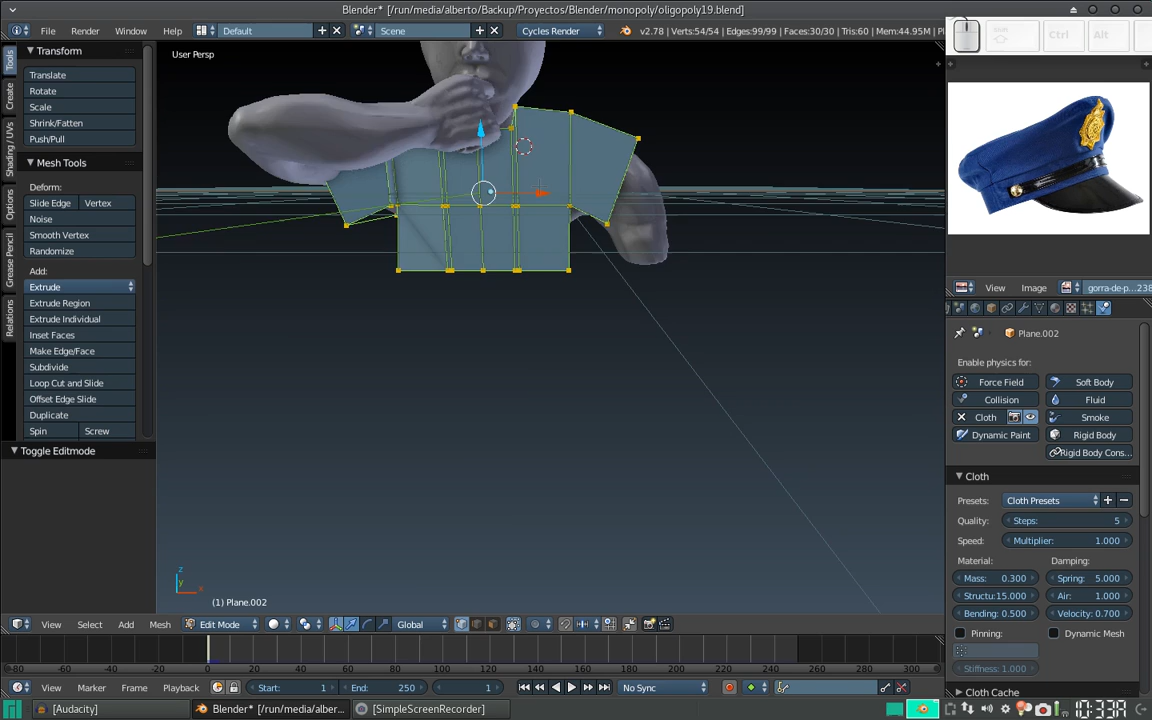 Blender* [/run/media/alberto/Backup/Proyectos/Blender/monopoly/oligopoly19.blend]
File Render Window Help Default Scene Cycles Render v2.78 | Verts:54/54 | Edges:99/99 | Faces:30/30 | Tris:60 | Mem:44.95M |
Ctrl Alt
Tools
Create
Shading / UVs
Options
Grease Pencil
Relations
Transform
Translate
Rotate
Scale
Shrink/Fatten
Push/Pull
Mesh Tools
Deform:
Slide Edge Vertex
Noise
Smooth Vertex
Randomize
Add:
Extrude
Extrude Region
Extrude Individual
Inset Faces
Make Edge/Face
Subdivide
Loop Cut and Slide
Offset Edge Slide
Duplicate
Spin Screw
Toggle Editmode
User Persp
z
y
x
(1) Plane.002
View Select Add Mesh Edit Mode Global
View Image gorra-de-p...238
Plane.002
Enable physics for:
Force Field Soft Body
Collision Fluid
Cloth Smoke
Dynamic Paint Rigid Body
Rigid Body Cons...
Cloth
Presets: Cloth Presets
Quality: Steps: 5
Speed: Multiplier: 1.000
Material: Damping:
Mass: 0.300 Spring: 5.000
Structu:15.000 Air: 1.000
Bending: 0.500 Velocity: 0.700
Pinning: Dynamic Mesh
Stiffness: 1.000
Cloth Cache
-80 -60 -40 -20 0 20 40 60 80 100 120 140 160 180 200 220 240 260 280 300
View Marker Frame Playback Start: 1 End: 250 1 No Sync
[Audacity] Blender* [/run/media/alber... [SimpleScreenRecorder] 10:33A